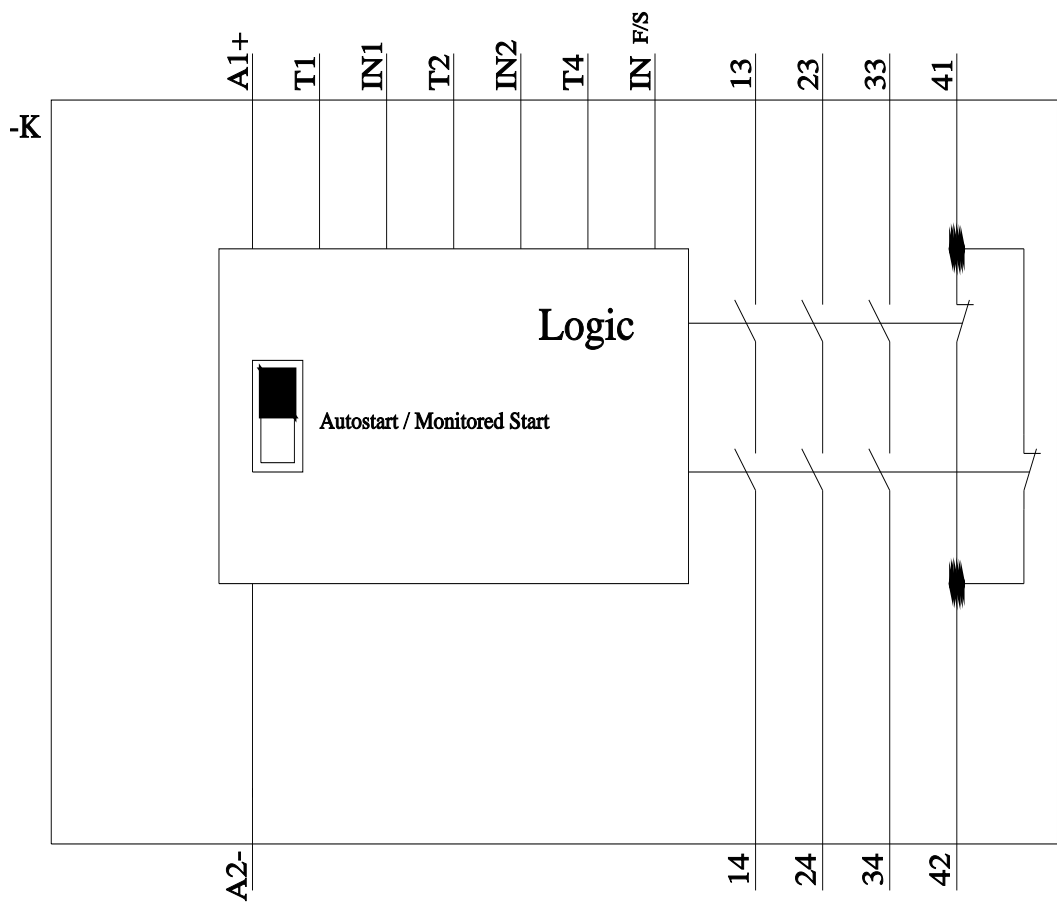 A1+
T1
IN1
T2
IN2
T4
IN F/S
13
23
33
41
-K
Logic
Autostart / Monitored Start
A2-
14
24
34
42